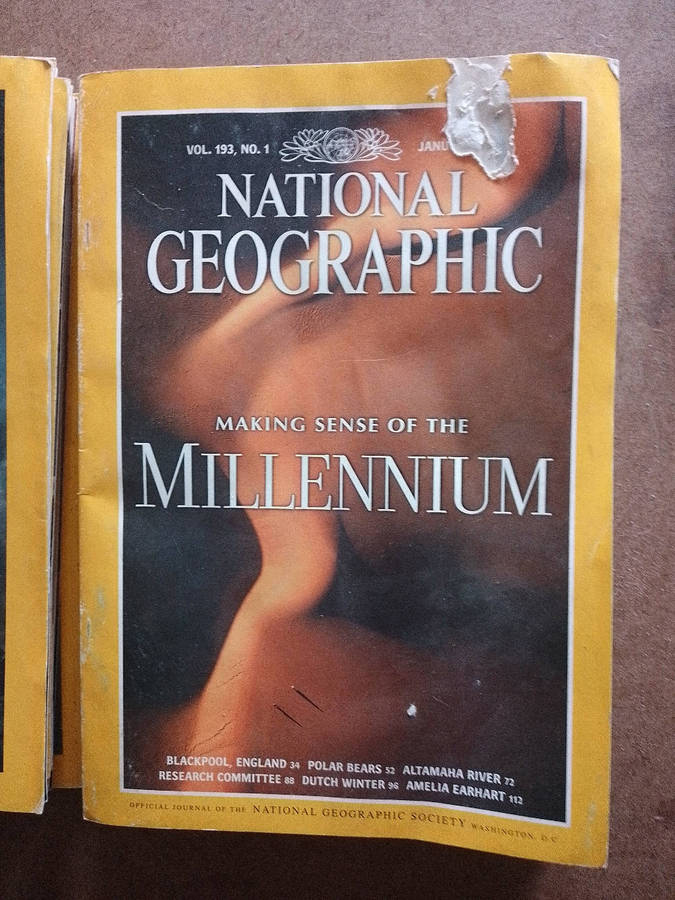 VOL. 193, NO. 1
NATIONAL
GEOGRAPHIC
MAKING SENSE OF THE
MILLENNIUM
BLACKPOOL, ENGLAND 34 POLAR BEARS 52 ALTAMAHA RIVER 72
RESEARCH COMMITTEE 88 DUTCH WINTER 96 AMELIA EARHART 112
OFFICIAL JOURNAL OF THE NATIONAL GEOGRAPHIC SOCIETY WASHINGTON, D.C.